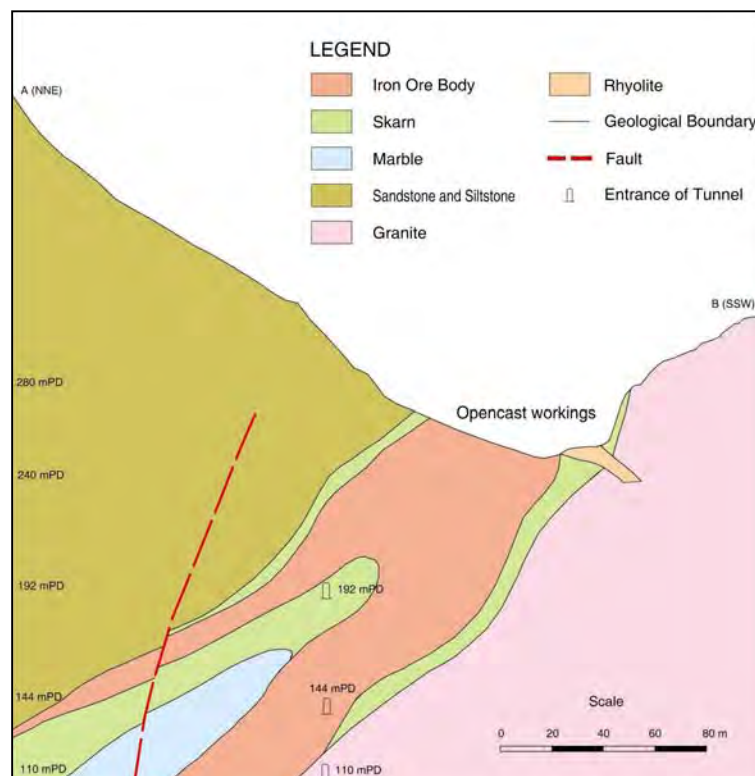 LEGEND
Iron Ore Body
Skarn
Marble
Sandstone and Siltstone
Granite
Rhyolite
Geological Boundary
Fault
Entrance of Tunnel
A (NNE)
B (SSW)
280 mPD
Opencast workings
240 mPD
192 mPD
192 mPD
144 mPD
144 mPD
Scale
0 20 40 60 80 m
110 mPD
110 mPD